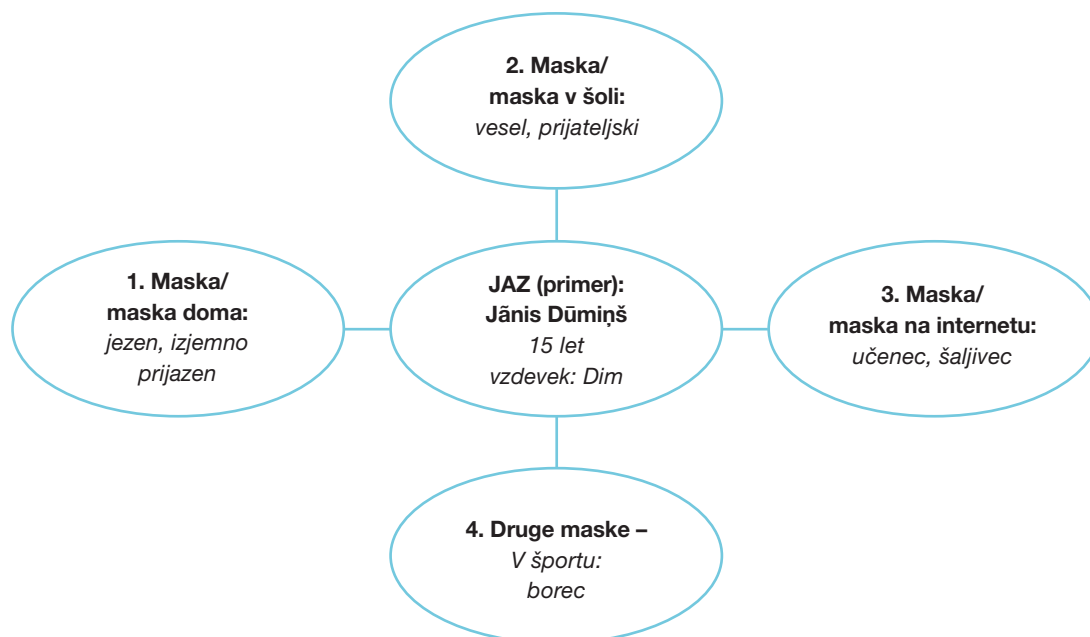 2. Maska/
maska v šoli:
vesel, prijateljski
1. Maska/
maska doma:
jezen, izjemno
prijazen
JAZ (primer):
Jãnis Dūmiņš
15 let
vzdevek: Dim
3. Maska/
maska na internetu:
učenec, šaljivec
4. Druge maske –
V športu:
borec